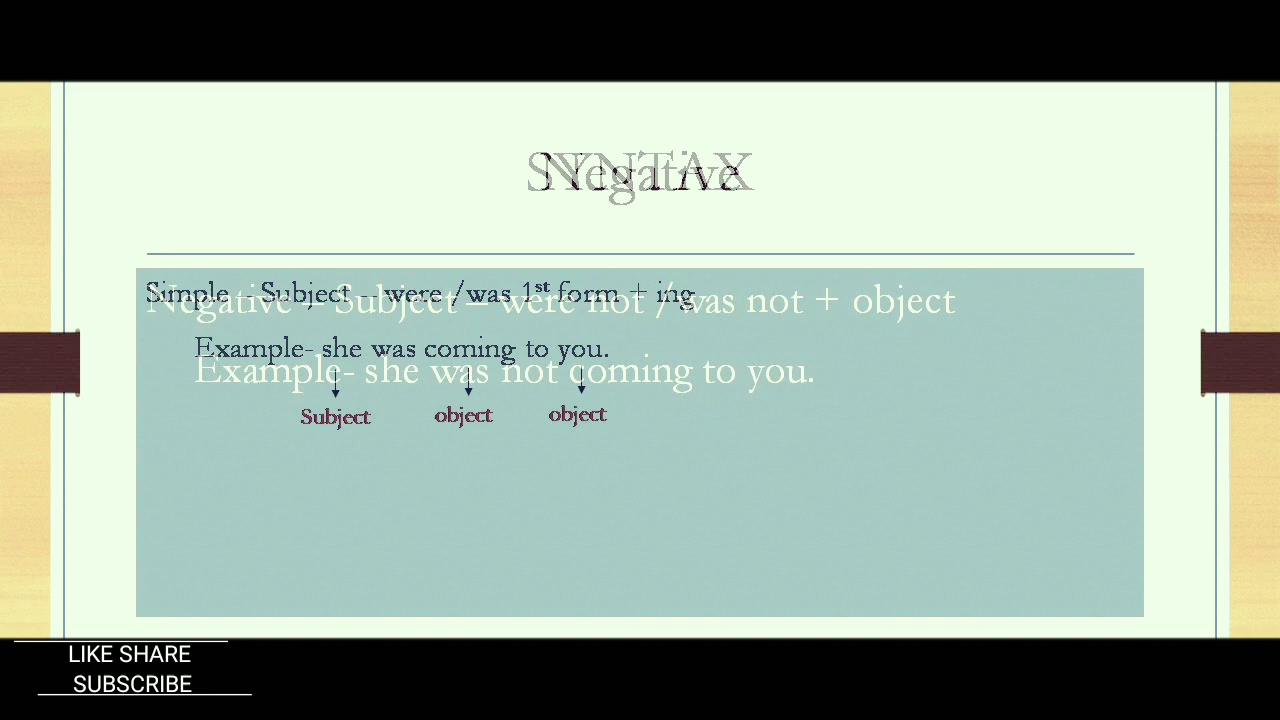 SYNTAX
Negative
Simple – Subject – were /was 1st form + ing
Negative – Subject – were not / was not + object
Example- she was coming to you.
Example- she was not coming to you.
Subject object object
LIKE SHARE
SUBSCRIBE